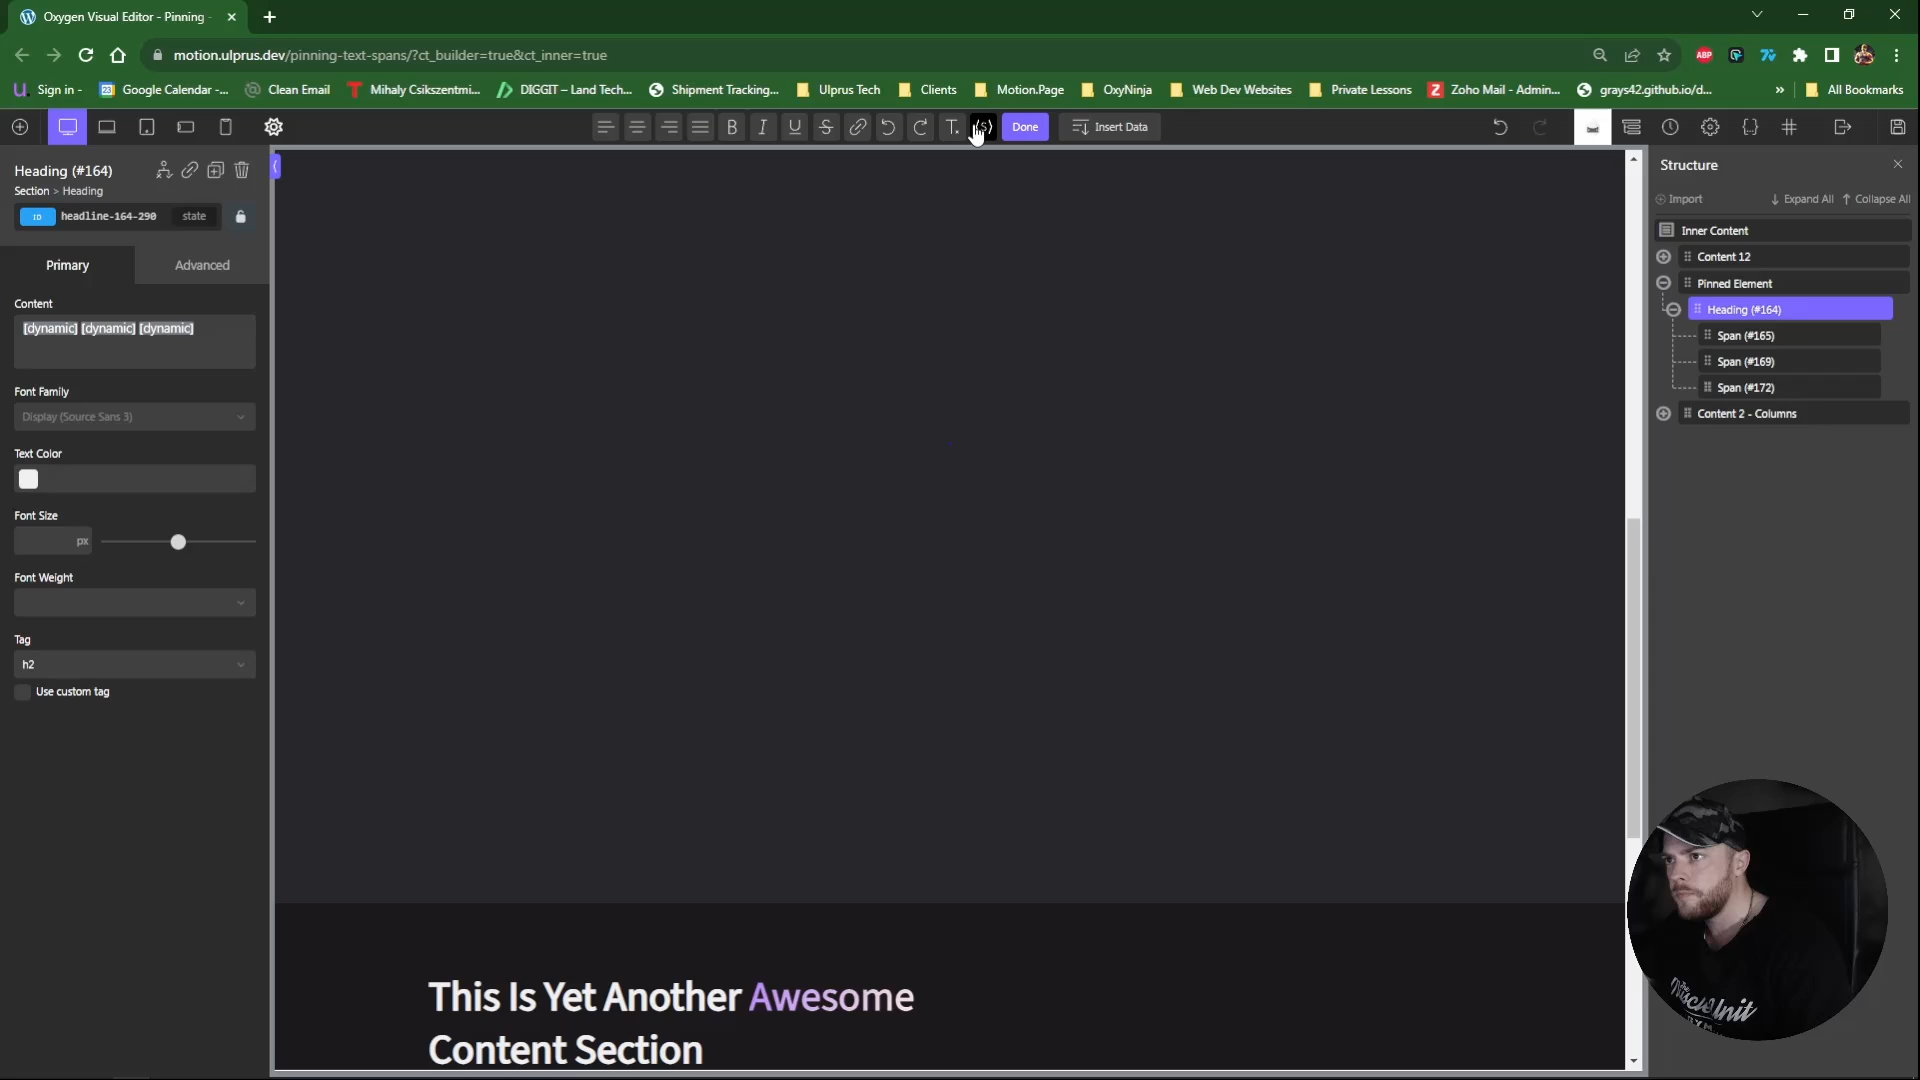 Oxygen Visual Editor - Pinning
motion.ulprus.dev/pinning-text-spans/?ct_builder=true&ct_inner=true
ABP
Sign in -
Google Calendar -...
Clean Email
Mihaly Csikszentmi...
DIGGIT – Land Tech...
Shipment Tracking...
Ulprus Tech
Clients
Motion.Page
OxyNinja
Web Dev Websites
Private Lessons
Zoho Mail - Admin...
grays42.github.io/d...
»
All Bookmarks
Done
Insert Data
Heading (#164)
Section > Heading
ID
headline-164-290
state
Primary
Advanced
Content
[dynamic] [dynamic] [dynamic]
Font Family
Display (Source Sans 3)
Text Color
Font Size
px
Font Weight
Tag
h2
Use custom tag
Structure
Import
Expand All
Collapse All
Inner Content
Content 12
Pinned Element
Heading (#164)
Span (#165)
Span (#169)
Span (#172)
Content 2 - Columns
This Is Yet Another Awesome
Content Section